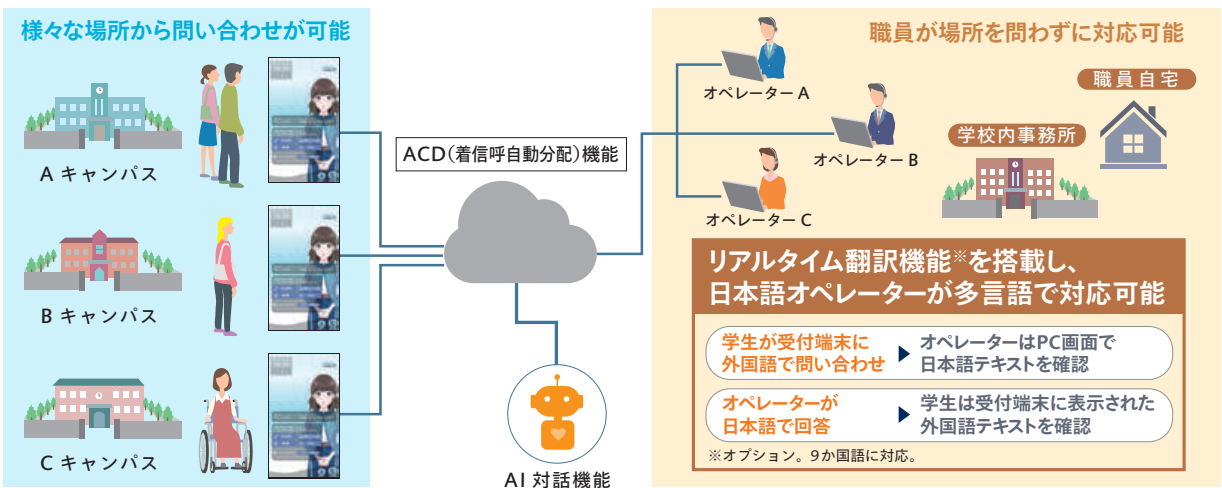 様々な場所から問い合わせが可能
A キャンパス
B キャンパス
C キャンパス
ACD(着信呼自動分配)機能
AI 対話機能
職員が場所を問わずに対応可能
オペレーター A
オペレーター B
オペレーター C
職員自宅
学校内事務所
リアルタイム翻訳機能※を搭載し、
日本語オペレーターが多言語で対応可能
学生が受付端末に
外国語で問い合わせ
オペレーターはPC画面で
日本語テキストを確認
オペレーターが
日本語で回答
学生は受付端末に表示された
外国語テキストを確認
※オプション。9か国語に対応。